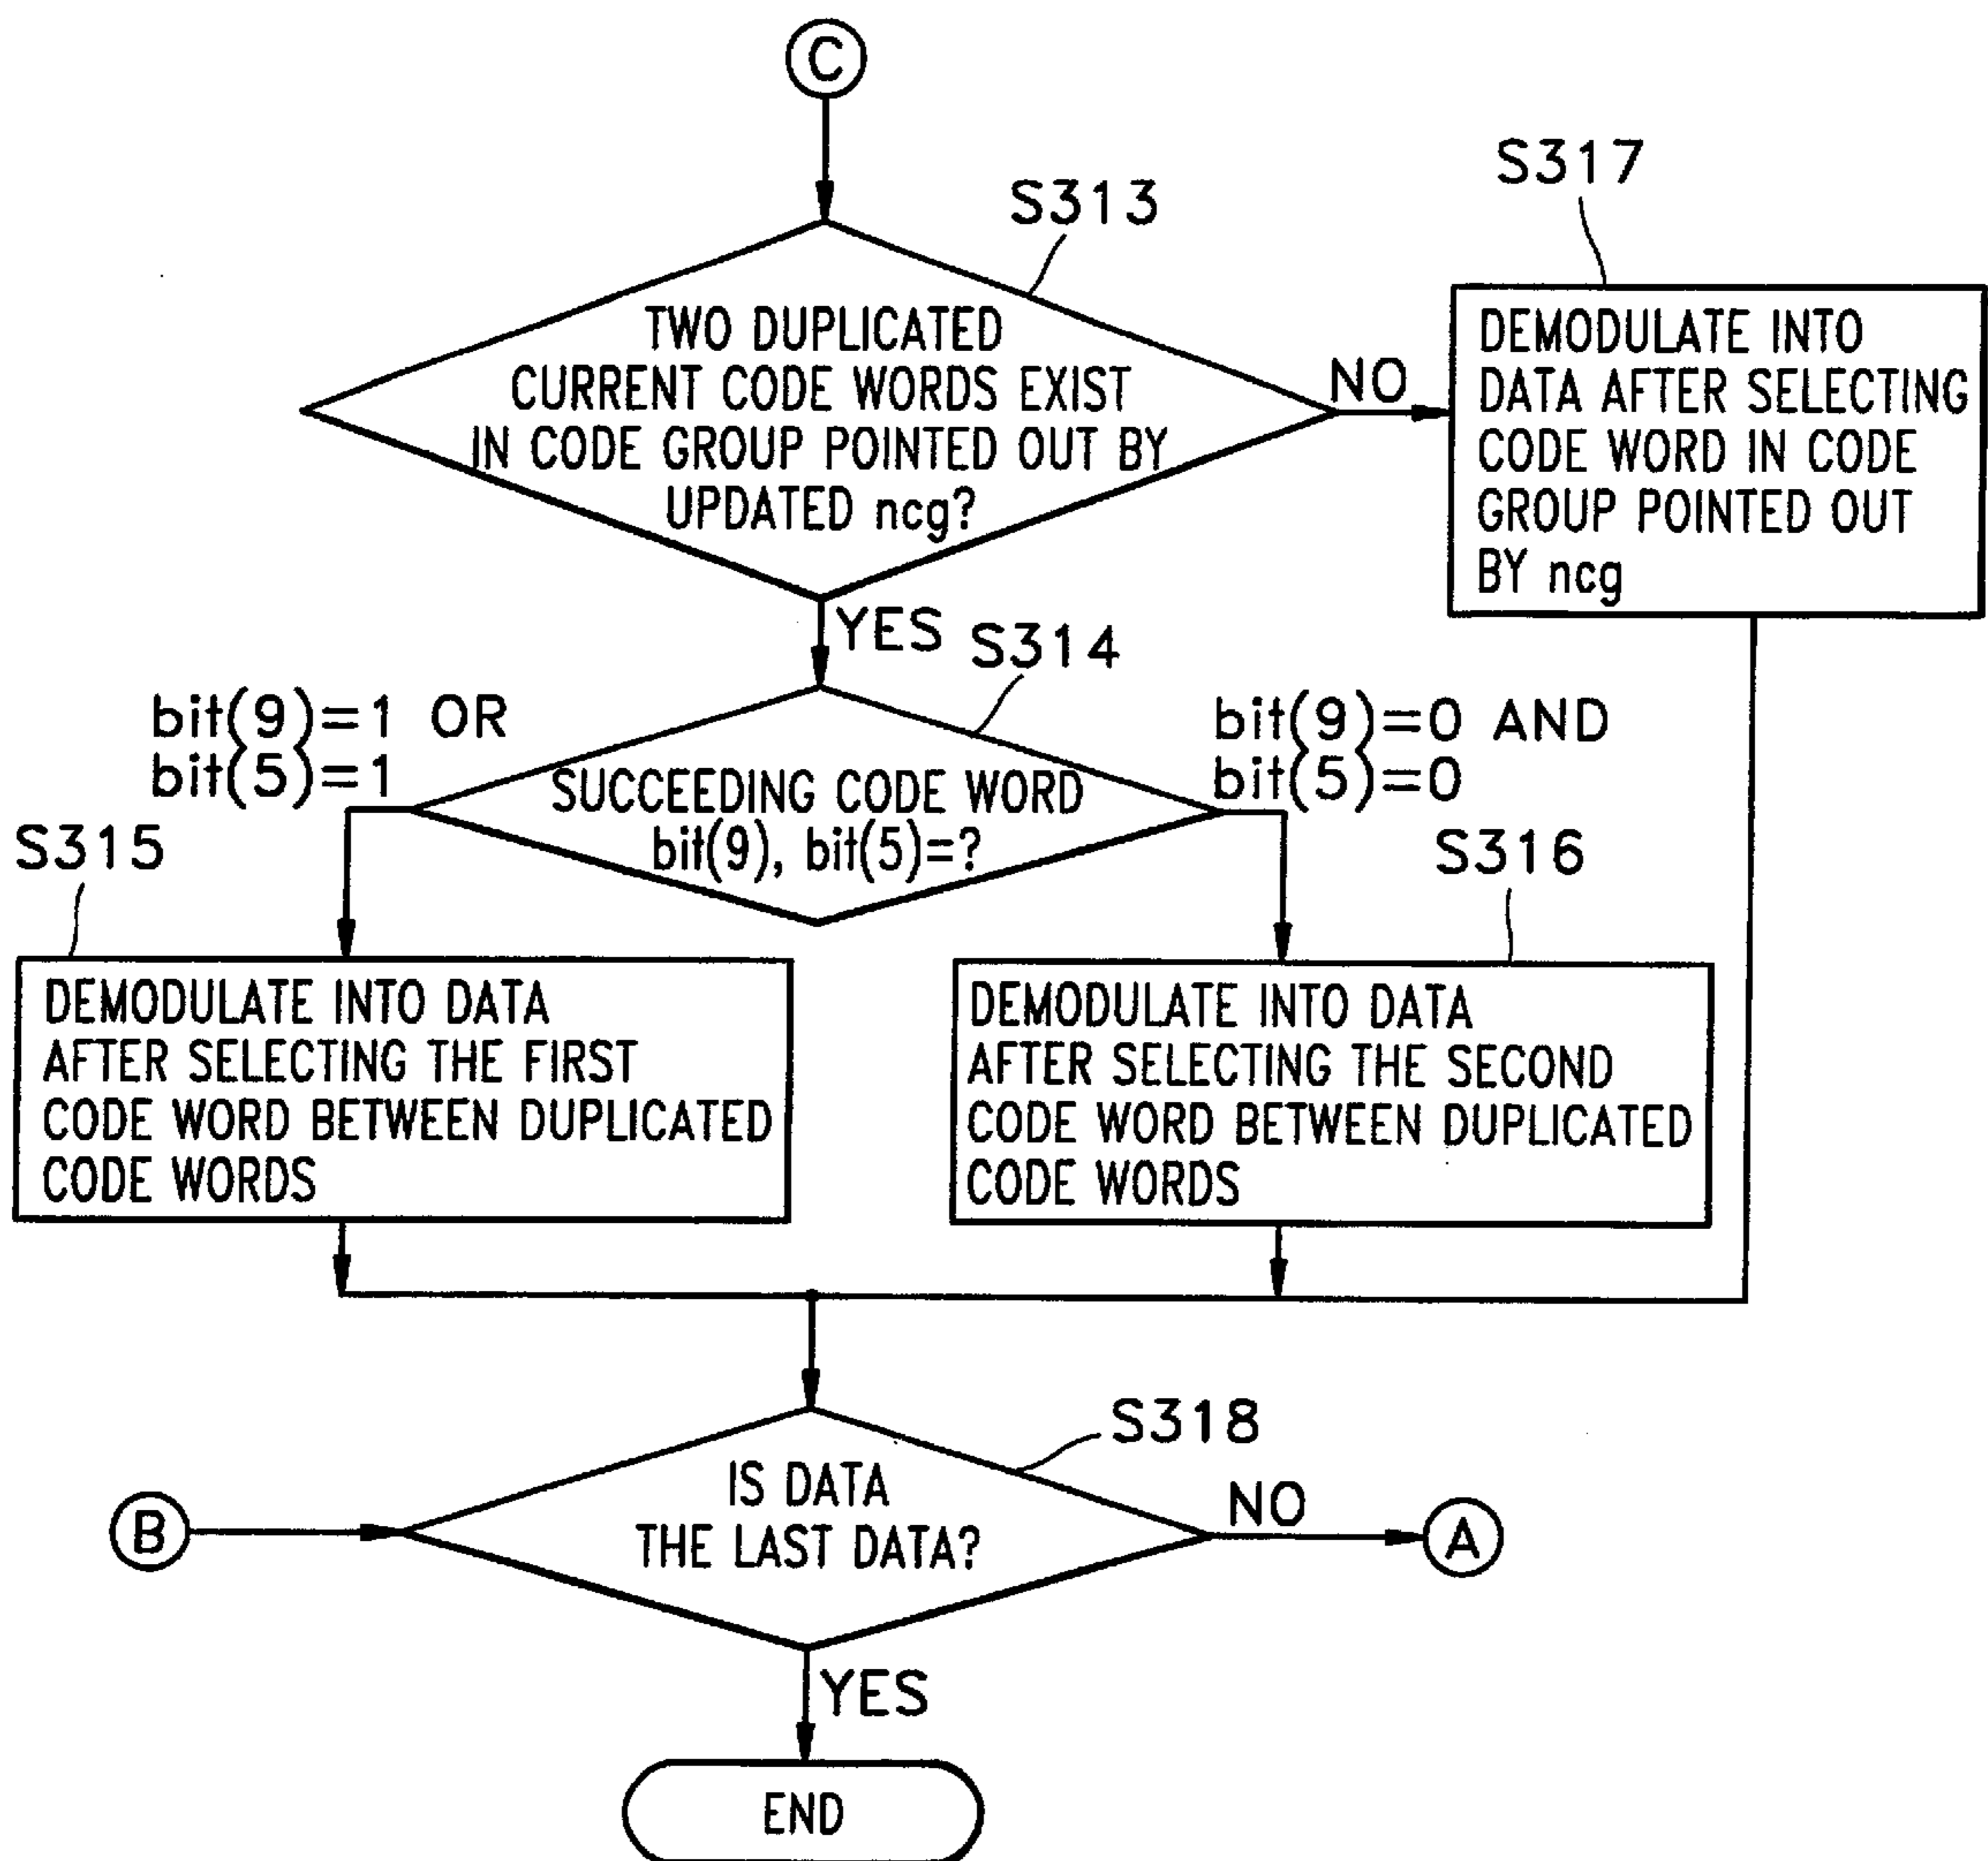 C
S313
S317
TWO DUPLICATED
CURRENT CODE WORDS EXIST
IN CODE GROUP POINTED OUT BY
UPDATED ncg?
NO
DEMODULATE INTO
DATA AFTER SELECTING
CODE WORD IN CODE
GROUP POINTED OUT
BY ncg
YES
S314
bit(9)=1 OR
bit(5)=1
bit(9)=0 AND
bit(5)=0
SUCCEEDING CODE WORD
bit(9), bit(5)=?
S315
S316
DEMODULATE INTO DATA
AFTER SELECTING THE FIRST
CODE WORD BETWEEN DUPLICATED
CODE WORDS
DEMODULATE INTO DATA
AFTER SELECTING THE SECOND
CODE WORD BETWEEN DUPLICATED
CODE WORDS
S318
B
IS DATA
THE LAST DATA?
NO
A
YES
END